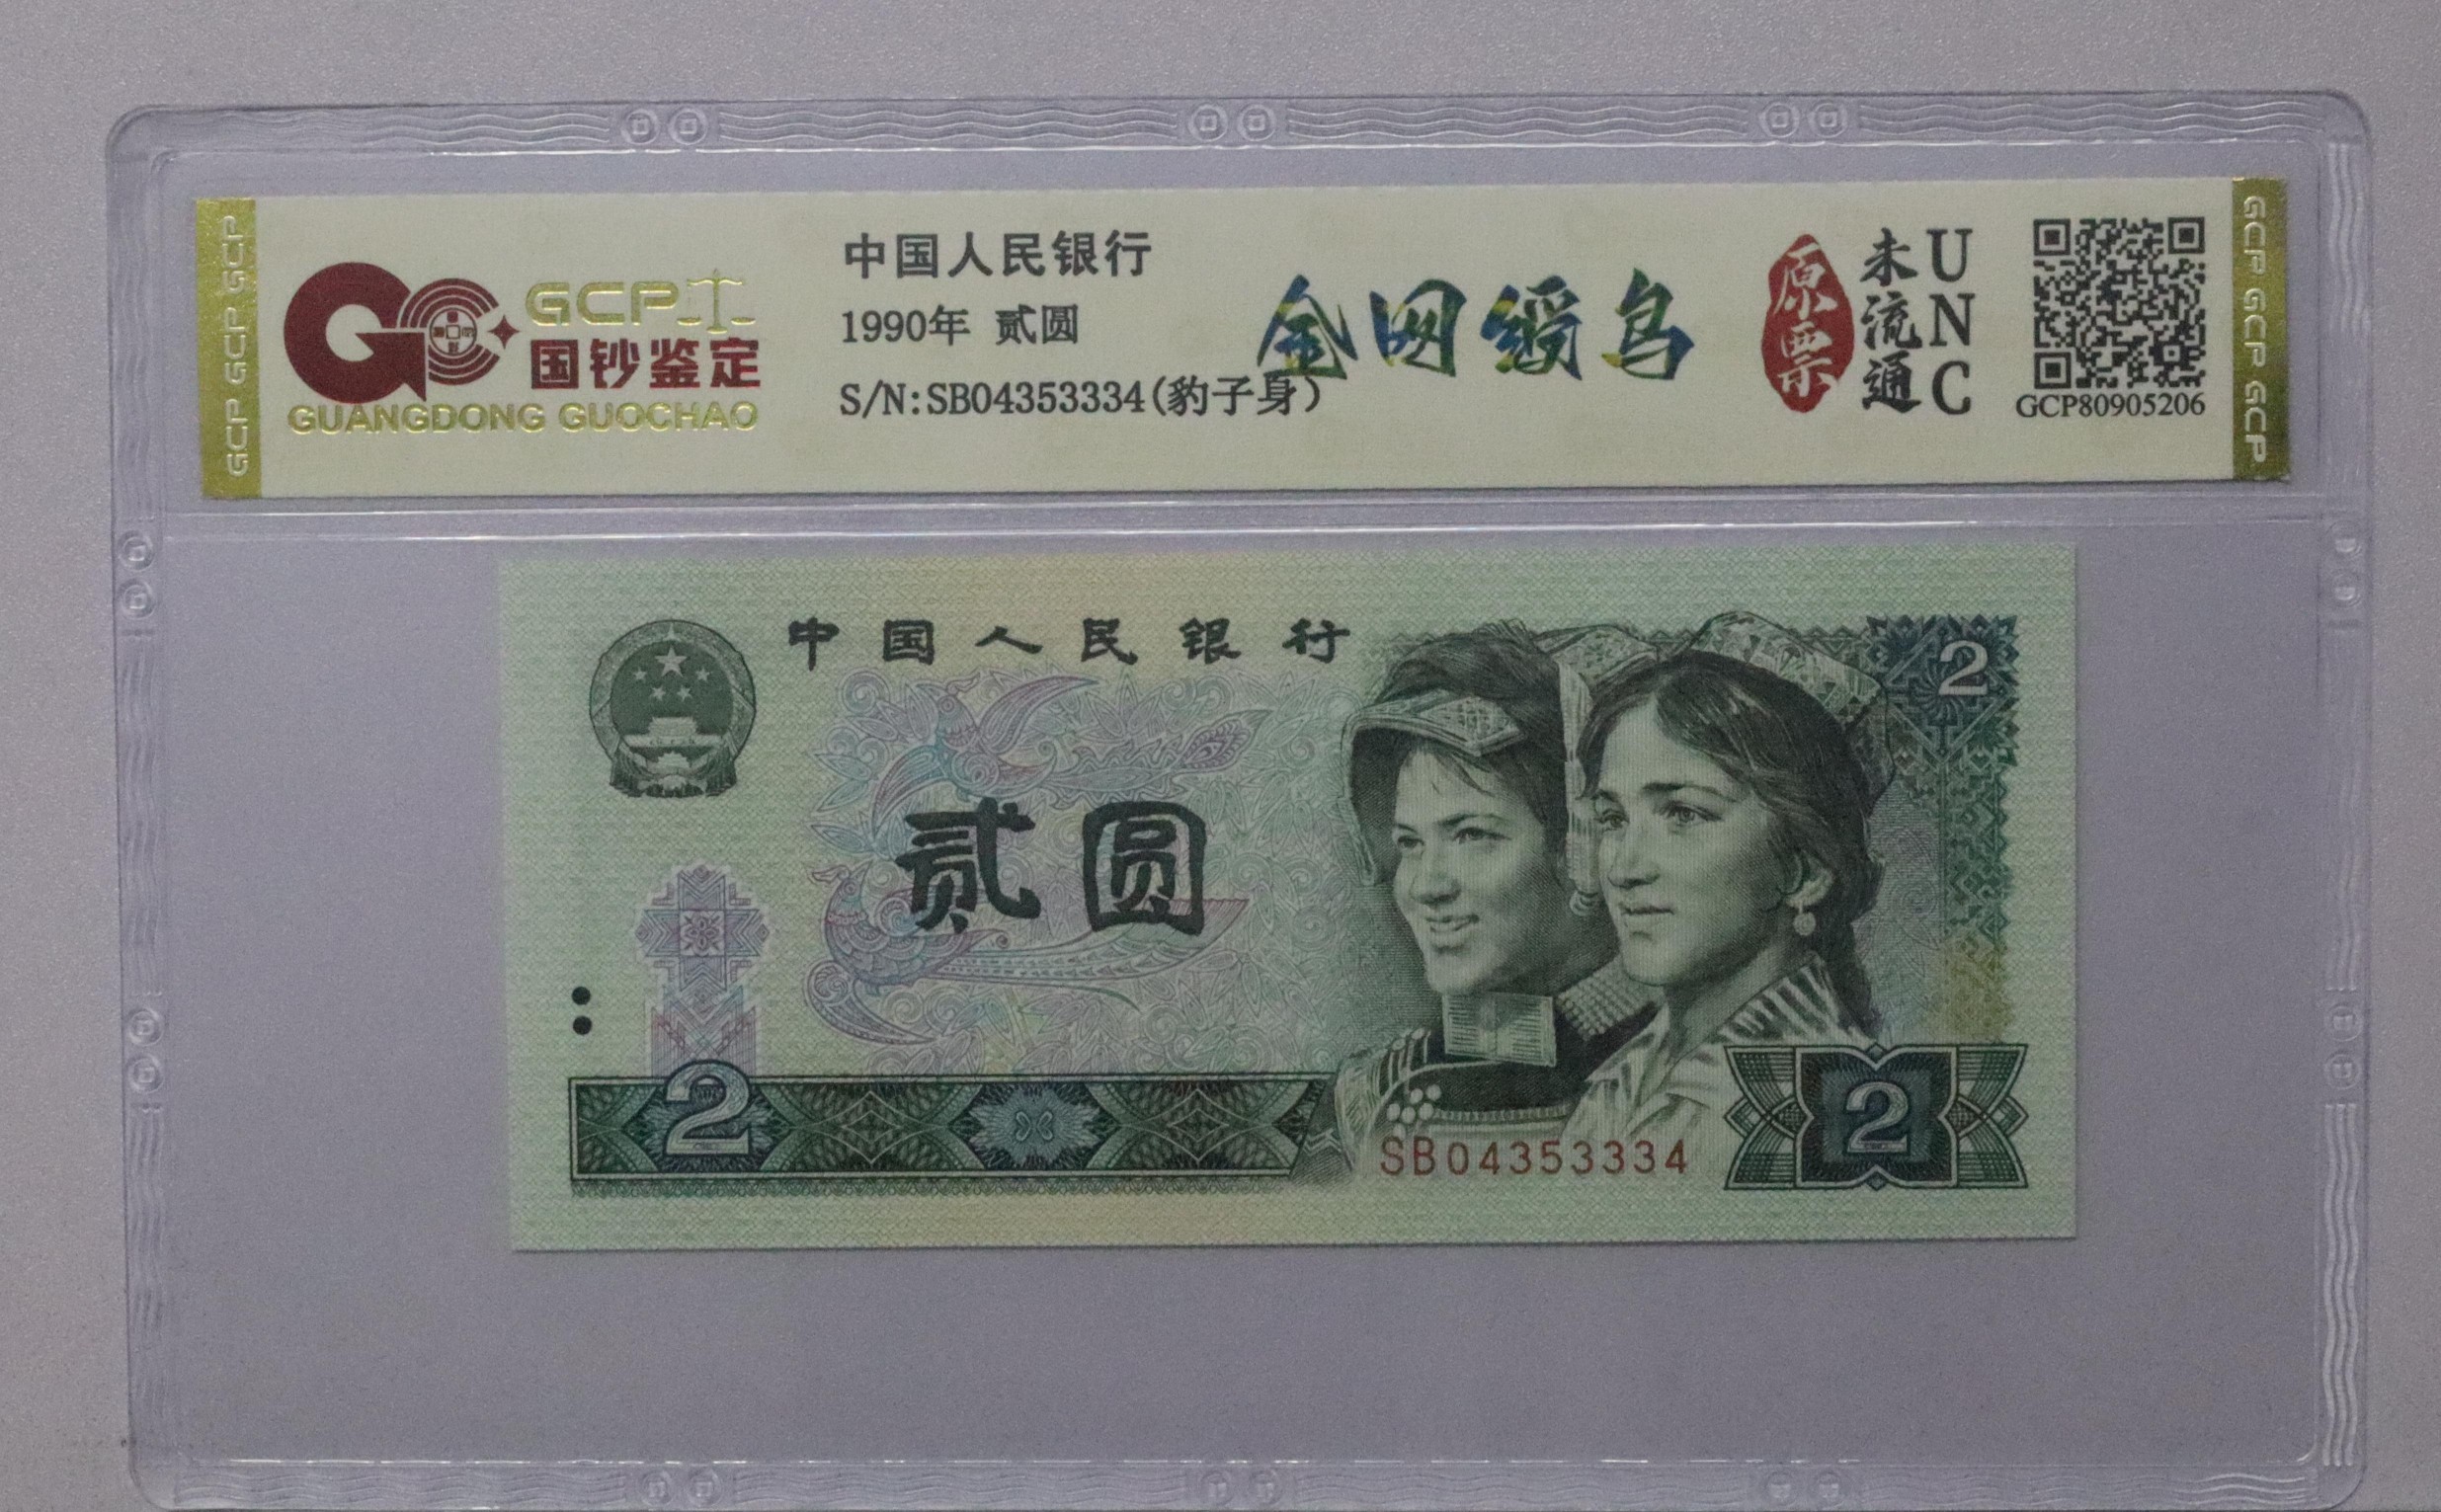 GCP GCP GCP
GCP
国钞鉴定
GUANGDONG GUOCHAO
中国人民银行
1990年 贰圆
S/N:SB04353334(豹子身)
金网绶鸟
原票
未流通
UNC
GCP80905206
GCP GCP GCP
中国人民银行
2
贰圆
2
SB04353334
2